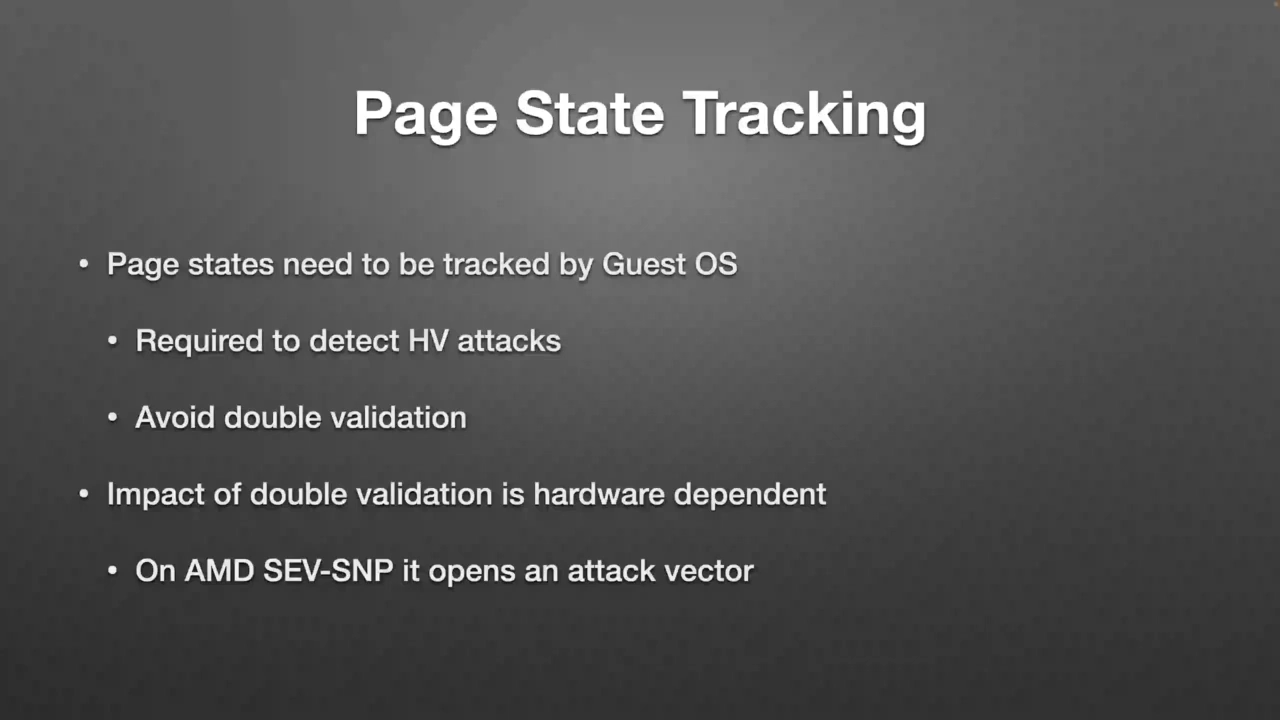 Page State Tracking
• Page states need to be tracked by Guest OS
• Required to detect HV attacks
• Avoid double validation
• Impact of double validation is hardware dependent
• On AMD SEV-SNP it opens an attack vector